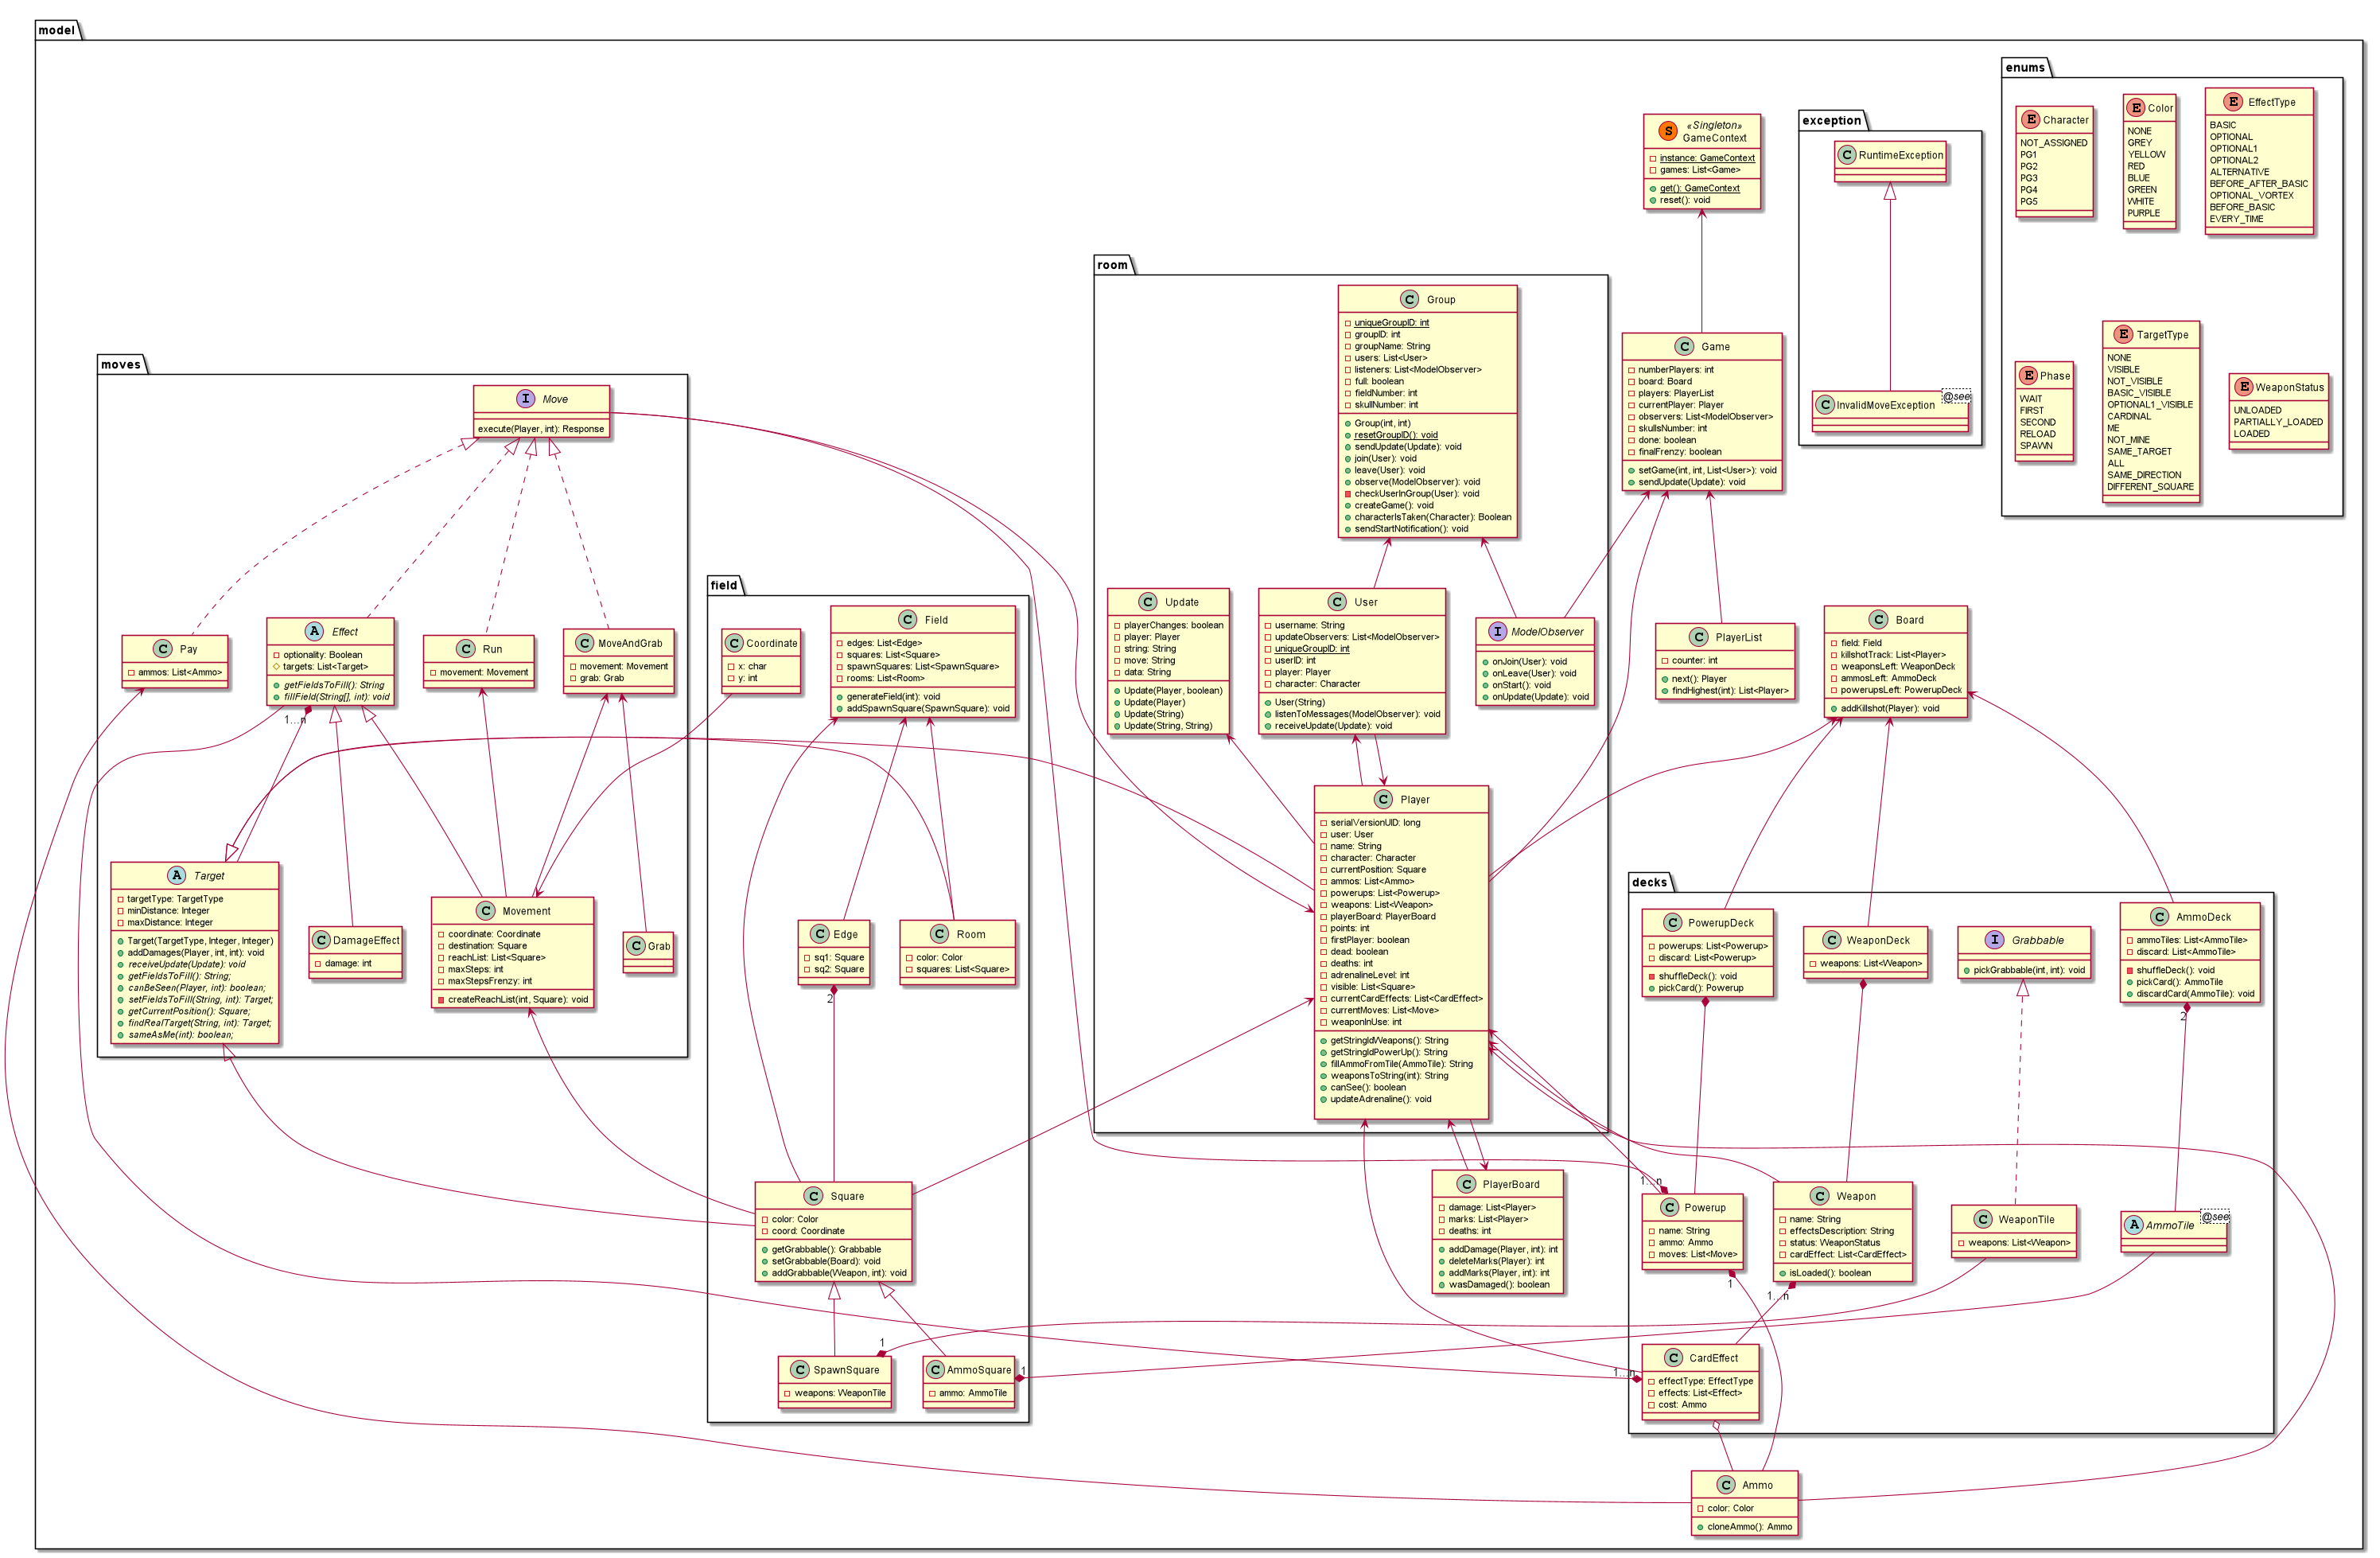 model
enums
E Character
NOT_ASSIGNED
PG1
PG2
PG3
PG4
PG5
E Color
NONE
GREY
YELLOW
RED
BLUE
GREEN
WHITE
PURPLE
E EffectType
BASIC
OPTIONAL
OPTIONAL1
OPTIONAL2
ALTERNATIVE
BEFORE_AFTER_BASIC
OPTIONAL_VORTEX
BEFORE_BASIC
EVERY_TIME
E Phase
WAIT
FIRST
SECOND
RELOAD
SPAWN
E TargetType
NONE
VISIBLE
NOT_VISIBLE
BASIC_VISIBLE
OPTIONAL1_VISIBLE
CARDINAL
ME
NOT_MINE
SAME_TARGET
ALL
SAME_DIRECTION
DIFFERENT_SQUARE
E WeaponStatus
UNLOADED
PARTIALLY_LOADED
LOADED
exception
C RuntimeException
C InvalidMoveException
@see
S «Singleton»
GameContext
instance: GameContext
games: List<Game>
get(): GameContext
reset(): void
C Game
numberPlayers: int
board: Board
players: PlayerList
currentPlayer: Player
observers: List<ModelObserver>
skullsNumber: int
done: boolean
finalFrenzy: boolean
setGame(int, int, List<User>): void
sendUpdate(Update): void
C PlayerList
counter: int
next(): Player
findHighest(int): List<Player>
C Board
field: Field
killshotTrack: List<Player>
weaponsLeft: WeaponDeck
ammosLeft: AmmoDeck
powerupsLeft: PowerupDeck
addKillshot(Player): void
room
C Group
uniqueGroupID: int
groupID: int
groupName: String
users: List<User>
listeners: List<ModelObserver>
full: boolean
fieldNumber: int
skullNumber: int
Group(int, int)
resetGroupID(): void
sendUpdate(Update): void
join(User): void
leave(User): void
observe(ModelObserver): void
checkUserInGroup(User): void
createGame(): void
characterIsTaken(Character): Boolean
sendStartNotification(): void
C Update
playerChanges: boolean
player: Player
string: String
move: String
data: String
Update(Player, boolean)
Update(Player)
Update(String)
Update(String, String)
C User
username: String
updateObservers: List<ModelObserver>
uniqueGroupID: int
userID: int
player: Player
character: Character
User(String)
listenToMessages(ModelObserver): void
receiveUpdate(Update): void
I ModelObserver
onJoin(User): void
onLeave(User): void
onStart(): void
onUpdate(Update): void
C Player
serialVersionUID: long
user: User
name: String
character: Character
currentPosition: Square
ammos: List<Ammo>
powerups: List<Powerup>
weapons: List<Weapon>
playerBoard: PlayerBoard
points: int
firstPlayer: boolean
dead: boolean
deaths: int
adrenalineLevel: int
visible: List<Square>
currentCardEffects: List<CardEffect>
currentMoves: List<Move>
weaponInUse: int
getStringIdWeapons(): String
getStringIdPowerUp(): String
fillAmmoFromTile(AmmoTile): String
weaponsToString(int): String
canSee(): boolean
updateAdrenaline(): void
C PlayerBoard
damage: List<Player>
marks: List<Player>
deaths: int
addDamage(Player, int): int
deleteMarks(Player): int
addMarks(Player, int): int
wasDamaged(): boolean
moves
I Move
execute(Player, int): Response
C Pay
ammos: List<Ammo>
A Effect
optionality: Boolean
targets: List<Target>
getFieldsToFill(): String
fillField(String[], int): void
1...n
C Run
movement: Movement
C MoveAndGrab
movement: Movement
grab: Grab
A Target
targetType: TargetType
minDistance: Integer
maxDistance: Integer
Target(TargetType, Integer, Integer)
addDamages(Player, int, int): void
receiveUpdate(Update): void
getFieldsToFill(): String;
canBeSeen(Player, int): boolean;
setFieldsToFill(String, int): Target;
getCurrentPosition(): Square;
findRealTarget(String, int): Target;
sameAsMe(int): boolean;
C DamageEffect
damage: int
C Movement
coordinate: Coordinate
destination: Square
reachList: List<Square>
maxSteps: int
maxStepsFrenzy: int
createReachList(int, Square): void
C Grab
field
C Coordinate
x: char
y: int
C Field
edges: List<Edge>
squares: List<Square>
spawnSquares: List<SpawnSquare>
rooms: List<Room>
generateField(int): void
addSpawnSquare(SpawnSquare): void
C Edge
sq1: Square
sq2: Square
2
C Room
color: Color
squares: List<Square>
C Square
color: Color
coord: Coordinate
getGrabbable(): Grabbable
setGrabbable(Board): void
addGrabbable(Weapon, int): void
1
C SpawnSquare
weapons: WeaponTile
C AmmoSquare
ammo: AmmoTile
1
decks
C PowerupDeck
powerups: List<Powerup>
discard: List<Powerup>
shuffleDeck(): void
pickCard(): Powerup
C WeaponDeck
weapons: List<Weapon>
I Grabbable
pickGrabbable(int, int): void
C AmmoDeck
ammoTiles: List<AmmoTile>
discard: List<AmmoTile>
shuffleDeck(): void
pickCard(): AmmoTile
discardCard(AmmoTile): void
2
1...n
C Powerup
name: String
ammo: Ammo
moves: List<Move>
1
C Weapon
name: String
effectsDescription: String
status: WeaponStatus
cardEffect: List<CardEffect>
isLoaded(): boolean
1...n
C WeaponTile
weapons: List<Weapon>
A AmmoTile
@see
C CardEffect
effectType: EffectType
effects: List<Effect>
cost: Ammo
1...n
C Ammo
color: Color
cloneAmmo(): Ammo